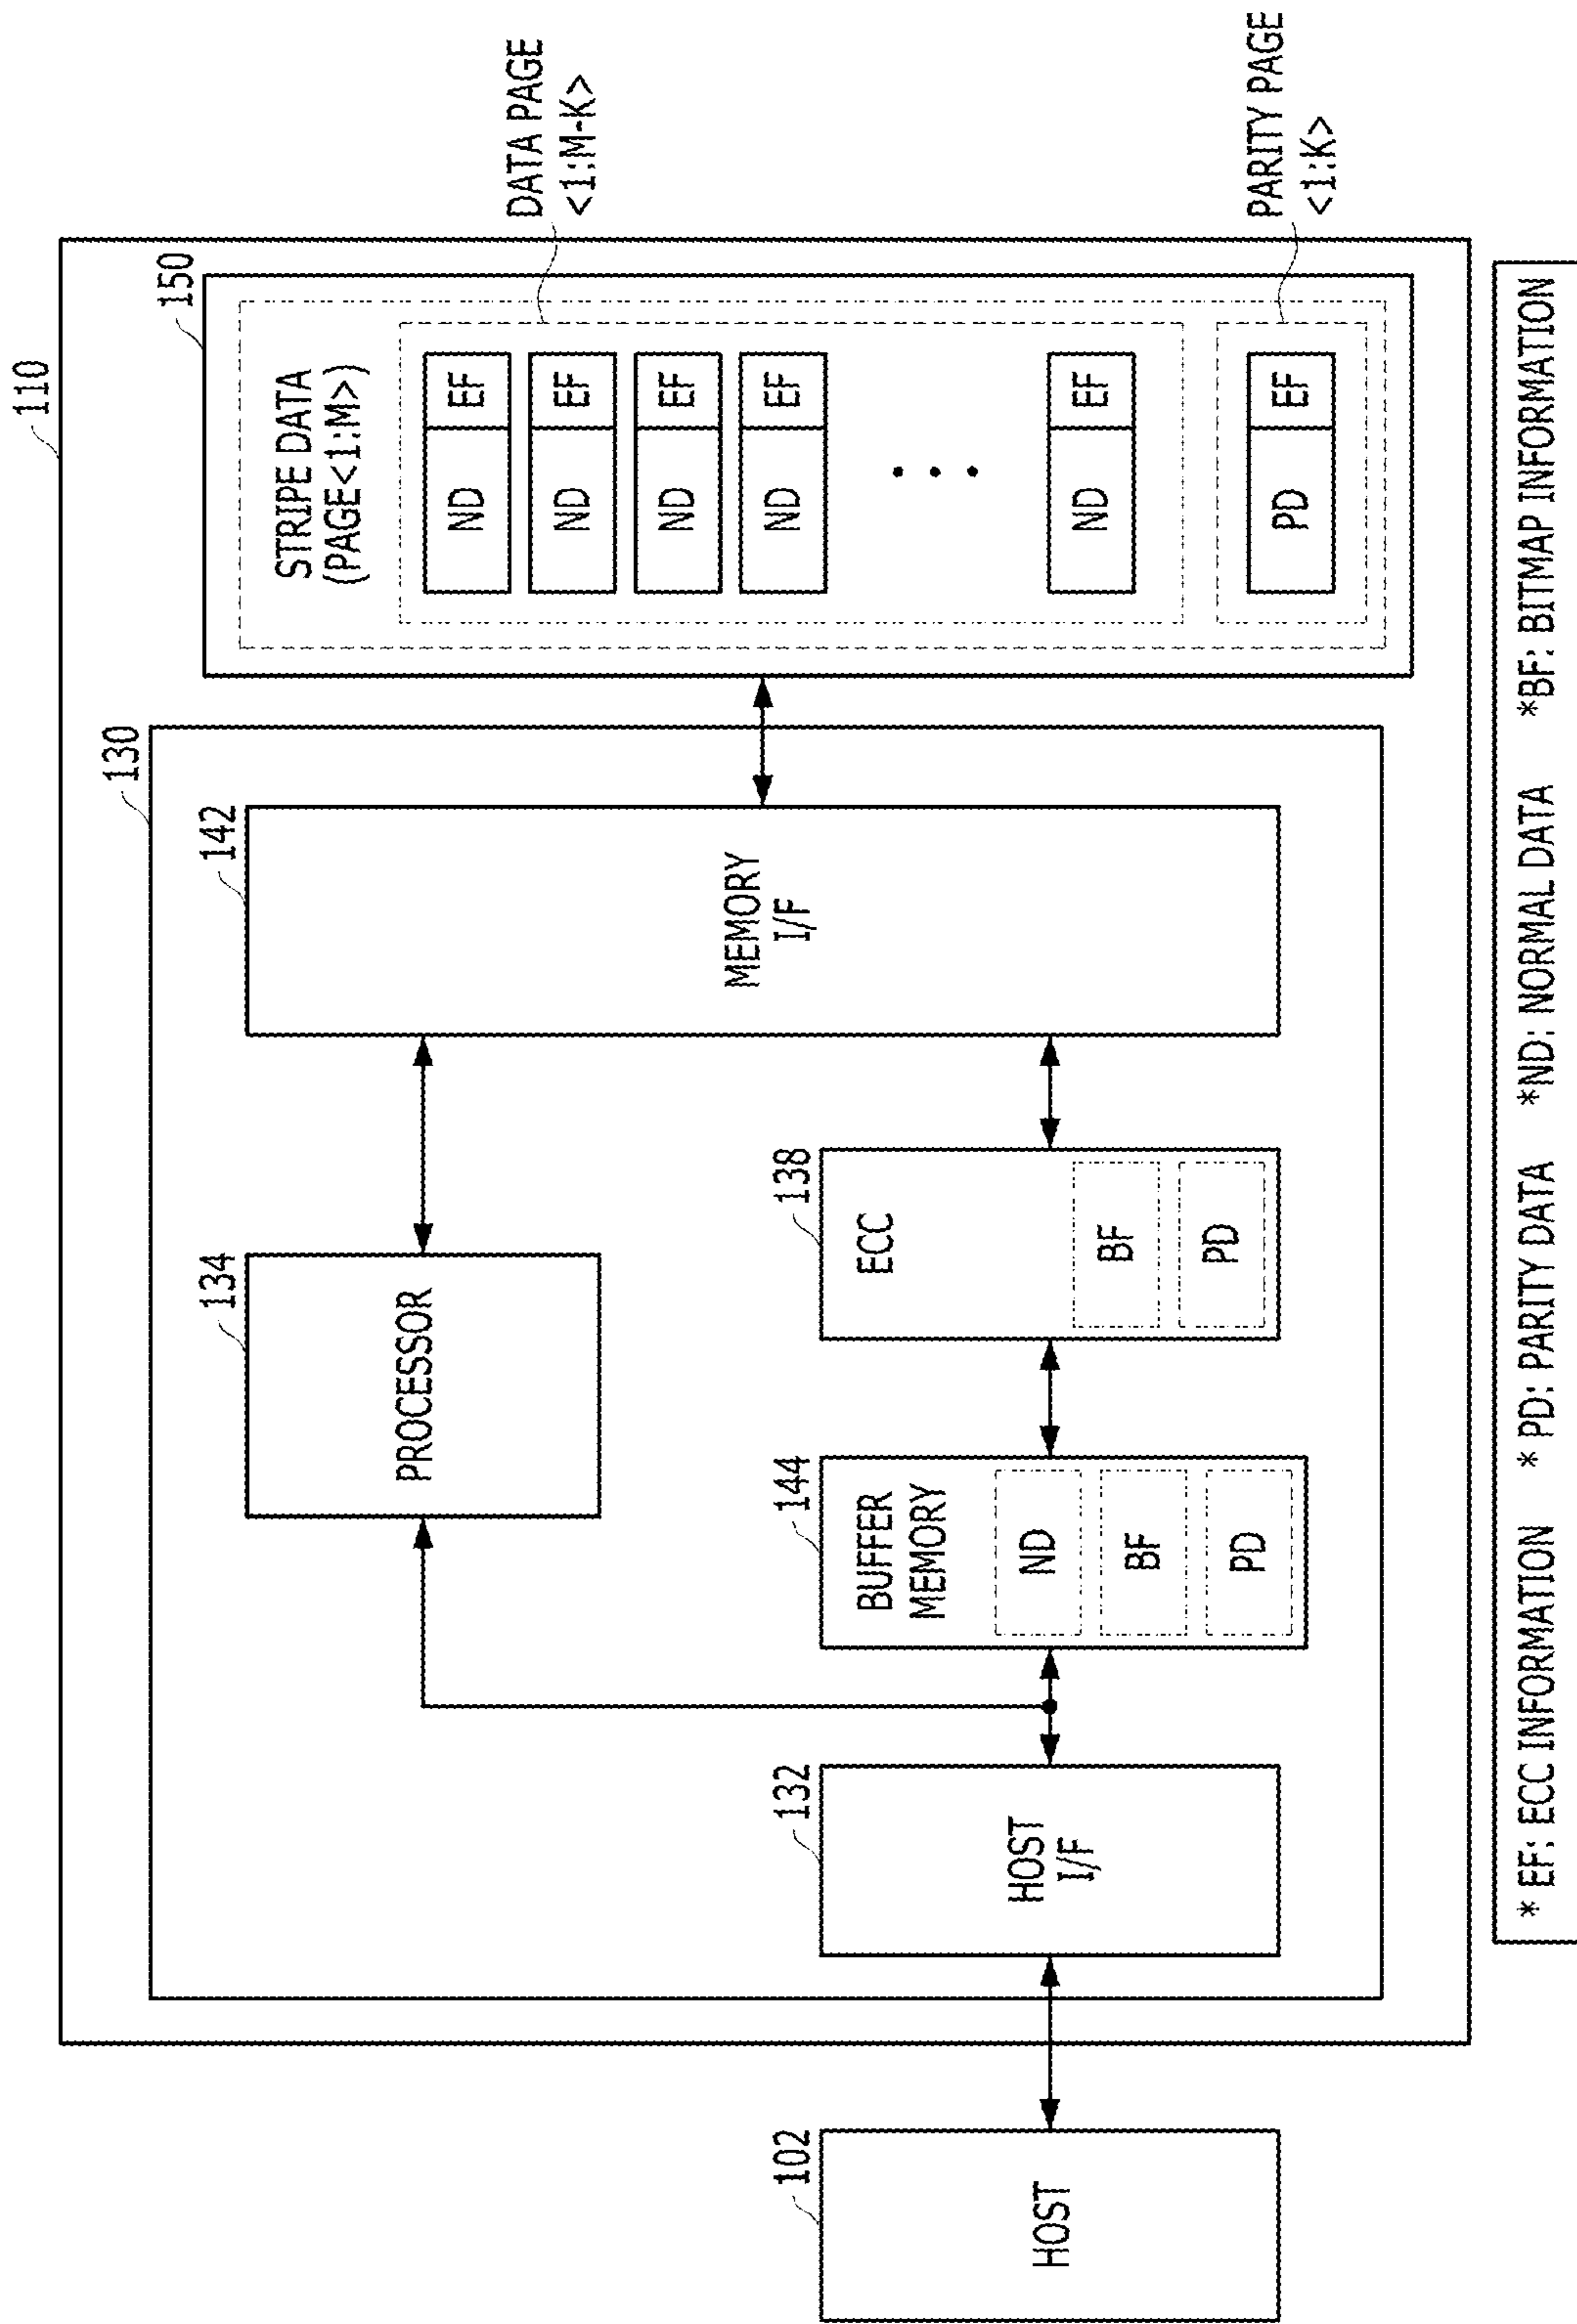 110
130
150
STRIPE DATA
(PAGE<1:M>)
ND EF
ND EF
ND EF
ND EF
ND EF
PD EF
DATA PAGE
<1:M-K>
PARITY PAGE
<1:K>
134
PROCESSOR
142
MEMORY
I/F
102
HOST
132
HOST
I/F
144
BUFFER
MEMORY
ND
BF
PD
138
ECC
BF
PD
* EF: ECC INFORMATION * PD: PARITY DATA *ND: NORMAL DATA *BF: BITMAP INFORMATION